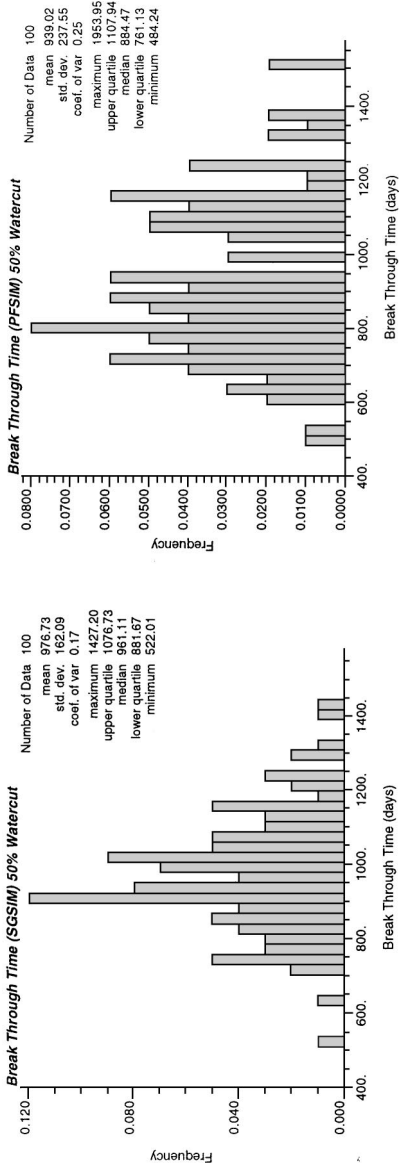 Break Through Time (SGSIM) 50% Watercut
Number of Data 100
mean 976.73
std. dev. 162.09
coef. of var 0.17
maximum 1427.20
upper quartile 1076.73
median 961.11
lower quartile 881.67
minimum 522.01
Frequency
0.120
0.080
0.040
0.000
400.
600.
800.
1000.
1200.
1400.
Break Through Time (days)
Break Through Time (PFSIM) 50% Watercut
Number of Data 100
mean 939.02
std. dev. 237.55
coef. of var 0.25
maximum 1953.95
upper quartile 1107.94
median 884.47
lower quartile 761.13
minimum 484.24
Frequency
0.0800
0.0700
0.0600
0.0500
0.0400
0.0300
0.0200
0.0100
0.0000
400.
600.
800.
1000.
1200.
1400.
Break Through Time (days)